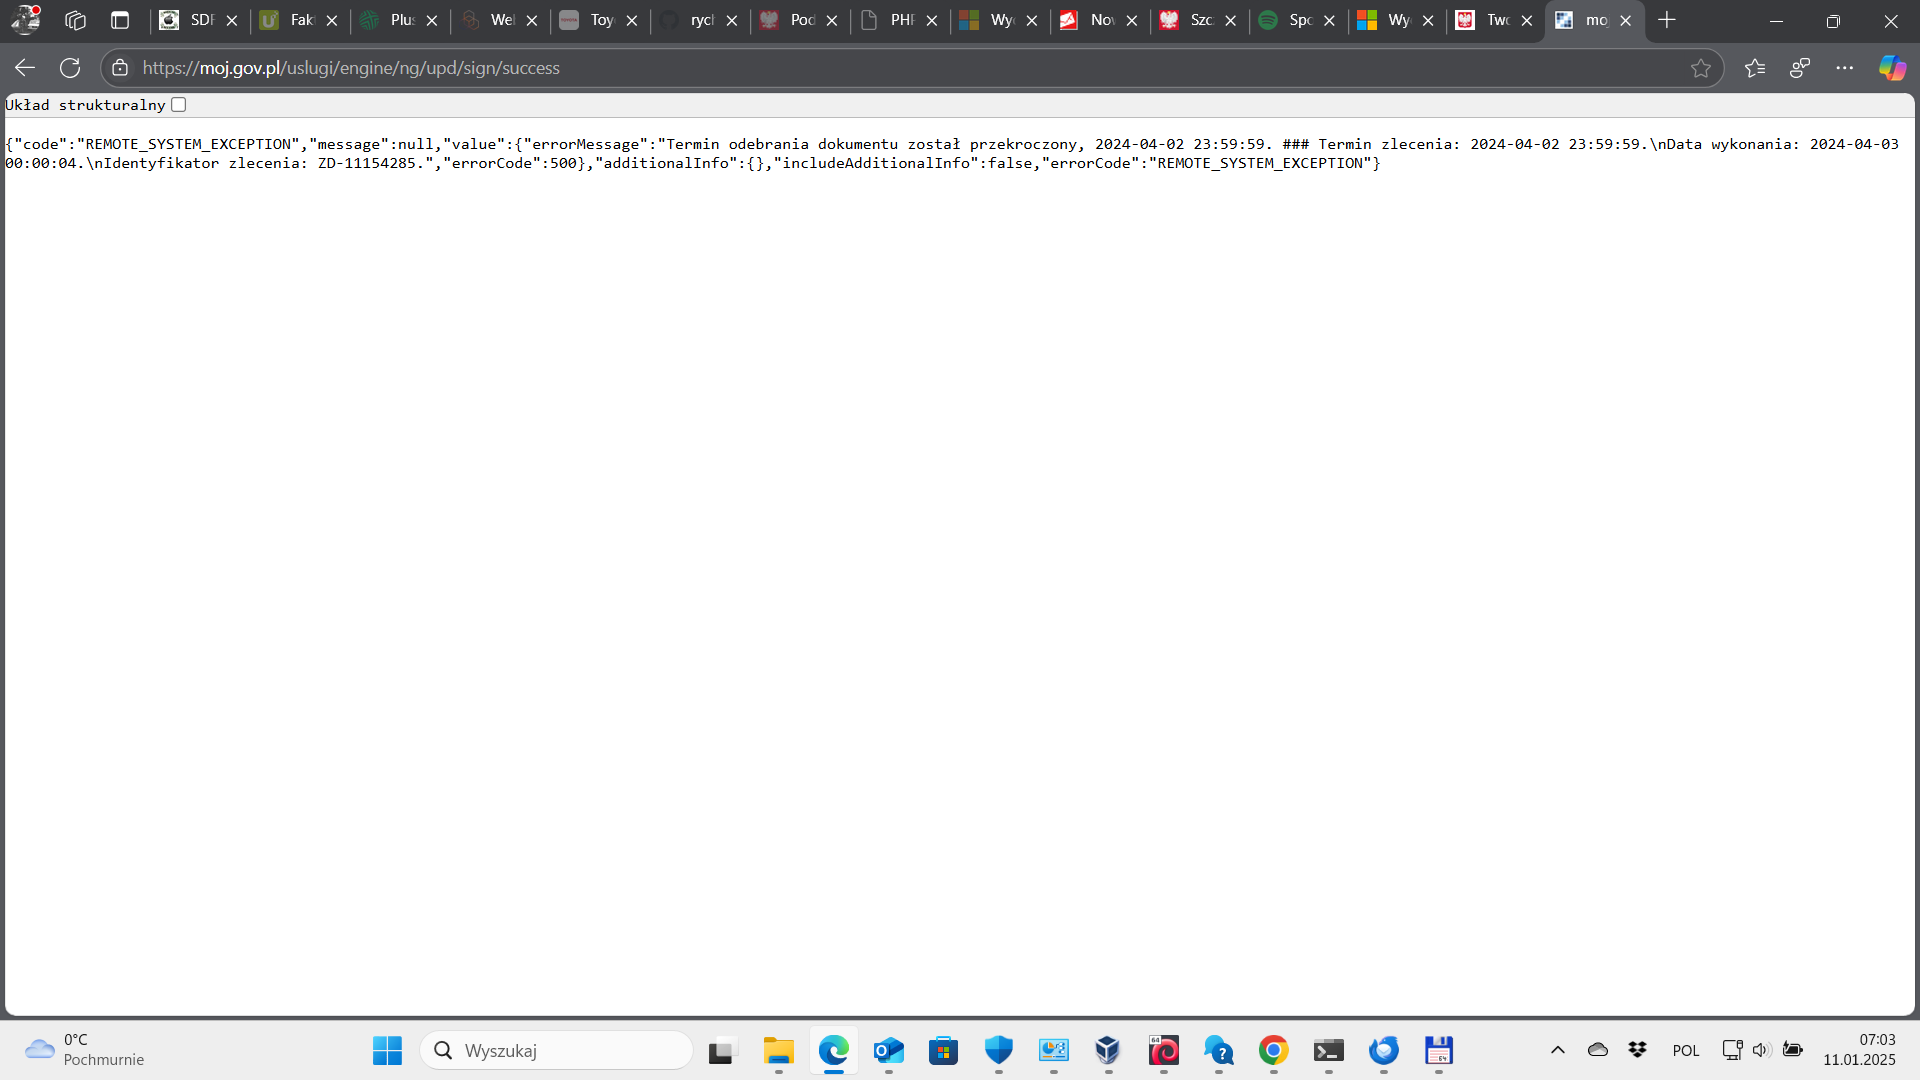 SDF
Fak
Plus
Wel
Toy
rych
Pod
PHP
Wy
Nov
Szc
Spo
Wy
Two
mo
https://moj.gov.pl/uslugi/engine/ng/upd/sign/success
Układ strukturalny
{"code":"REMOTE_SYSTEM_EXCEPTION","message":null,"value":{"errorMessage":"Termin odebrania dokumentu został przekroczony, 2024-04-02 23:59:59. ### Termin zlecenia: 2024-04-02 23:59:59.\nData wykonania: 2024-04-03
00:00:04.\nIdentyfikator zlecenia: ZD-11154285.","errorCode":500},"additionalInfo":{},"includeAdditionalInfo":false,"errorCode":"REMOTE_SYSTEM_EXCEPTION"}
0°C
Pochmurnie
Wyszukaj
POL
07:03
11.01.2025